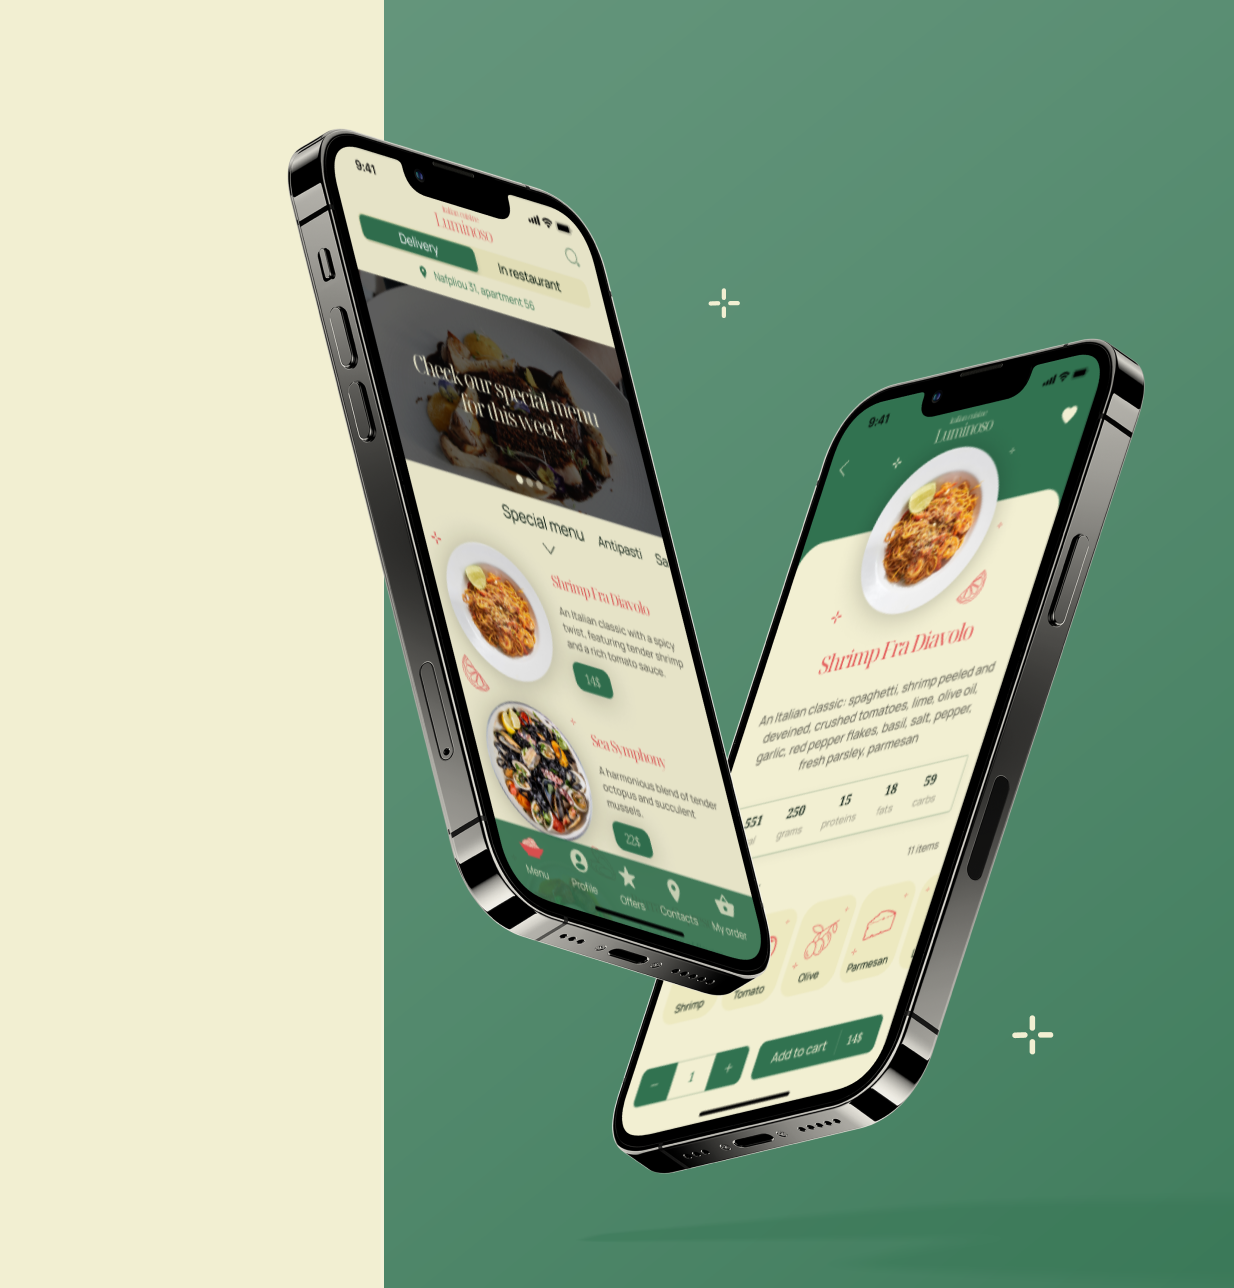 9:41
Italian cuisine
Luminoso
Delivery
In restaurant
Nafpliou 31, apartment 56
Check our special menu
for this week!
Special menu
Antipasti
Sa
Shrimp Fra Diavolo
An Italian classic with a spicy
twist, featuring tender shrimp
and a rich tomato sauce.
14$
Sea Symphony
A harmonious blend of tender
octopus and succulent
mussels.
22$
Menu
Profile
Offers
Contacts
My order
9:41
Italian cuisine
Luminoso
Shrimp Fra Diavolo
An Italian classic: spaghetti, shrimp peeled and
deveined, crushed tomatoes, lime, olive oil,
garlic, red pepper flakes, basil, salt, pepper,
fresh parsley, parmesan
551 250 15 18 59
al grams proteins fats carbs
11 items
Shrimp
Tomato
Olive
Parmesan
− 1 +
Add to cart 14$